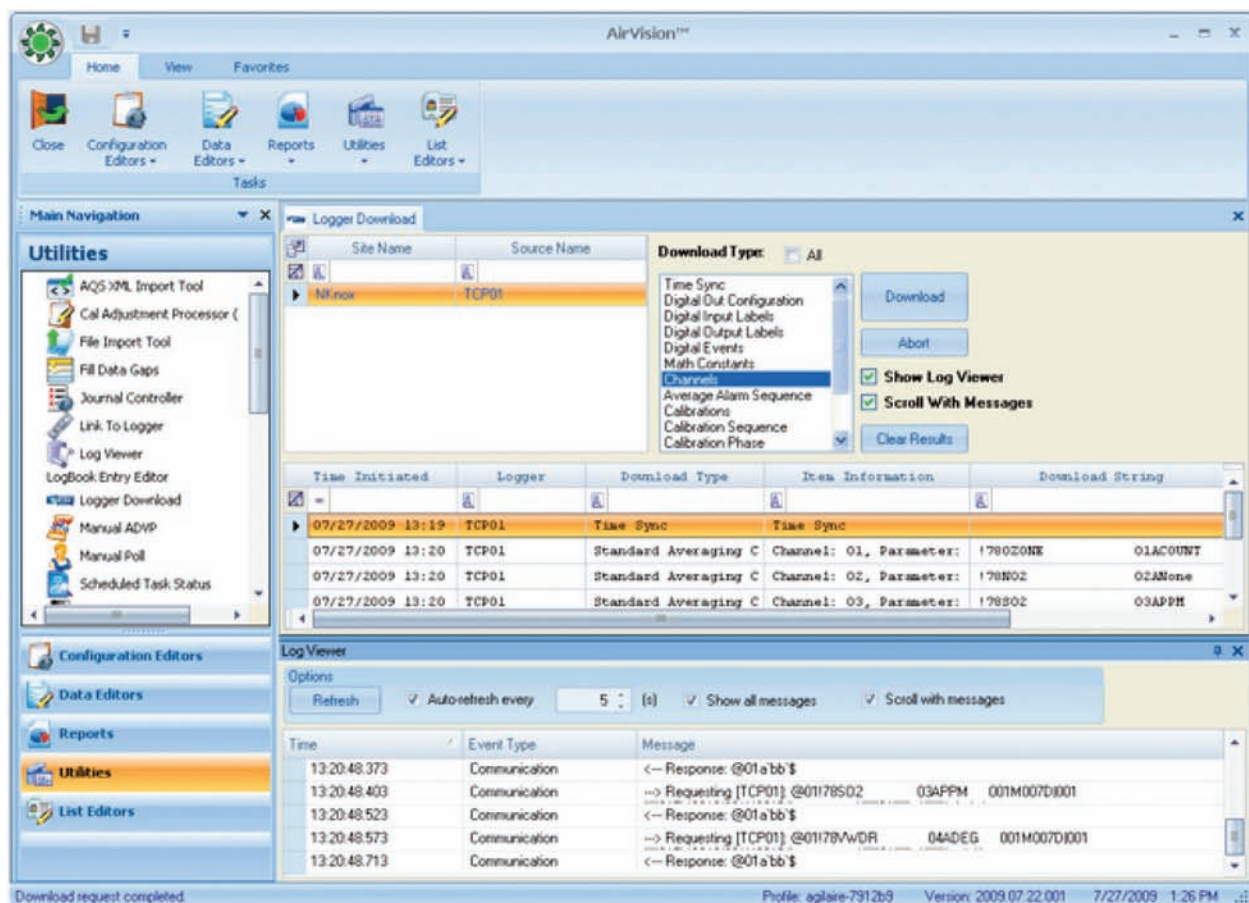 AirVision™
Home View Favorites
Close Configuration Editors Data Editors Reports Utilities List Editors
Tasks
Main Navigation
Utilities
AQS XML Import Tool
Cal Adjustment Processor (
File Import Tool
Fill Data Gaps
Journal Controller
Link To Logger
Log Viewer
LogBook Entry Editor
Logger Download
Manual ADVP
Manual Poll
Scheduled Task Status
Configuration Editors
Data Editors
Reports
Utilities
List Editors
Logger Download
Site Name Source Name
NKnox TCP01
Download Type: All
Time Sync
Digital Out Configuration
Digital Input Labels
Digital Output Labels
Digital Events
Math Constants
Channels
Average Alarm Sequence
Calibrations
Calibration Sequence
Calibration Phase
Download
Abort
Show Log Viewer
Scroll With Messages
Clear Results
Time Initiated Logger Download Type Item Information Download String
=
07/27/2009 13:19 TCP01 Time Sync Time Sync
07/27/2009 13:20 TCP01 Standard Averaging C Channel: 01, Parameter: !78OZONE 01ACOUNT
07/27/2009 13:20 TCP01 Standard Averaging C Channel: 02, Parameter: !78NO2 02ANone
07/27/2009 13:20 TCP01 Standard Averaging C Channel: 03, Parameter: !78SO2 03APPM
Log Viewer
Options
Refresh Auto-refresh every 5 (s) Show all messages Scroll with messages
Time Event Type Message
13:20:48.373 Communication <-- Response: @01a`bb`$
13:20:48.403 Communication --> Requesting [TCP01]: @01!78SO2 03APPM 001M007D|001
13:20:48.523 Communication <-- Response: @01a`bb`$
13:20:48.573 Communication --> Requesting [TCP01]: @01!78VWDR 04ADEG 001M007D|001
13:20:48.713 Communication <-- Response: @01a`bb`$
Download request completed. Profile: agilaire-7912b9 Version: 2009.07.22.001 7/27/2009 1:26 PM